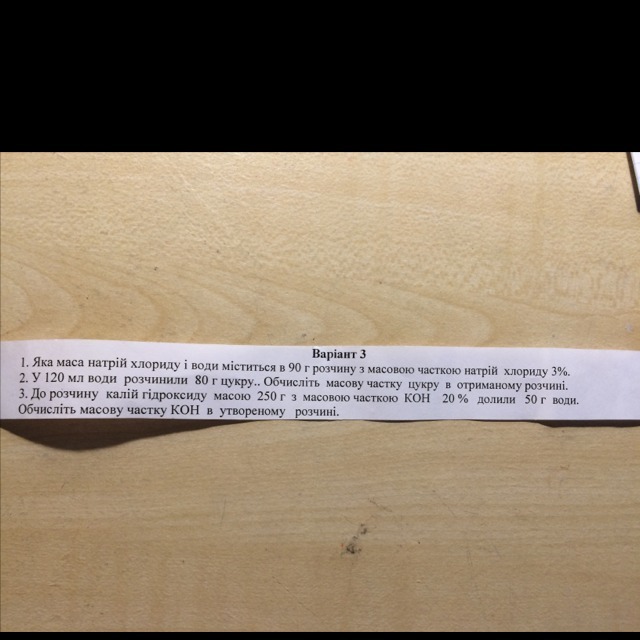 Варіант 3
1. Яка маса натрій хлориду і води міститься в 90 г розчину з масовою часткою натрій хлориду 3%.
2. У 120 мл води розчинили 80 г цукру.. Обчисліть масову частку цукру в отриманому розчині.
3. До розчину калій гідроксиду масою 250 г з масовою часткою КОН 20 % долили 50 г води.
Обчисліть масову частку КОН в утвореному розчині.